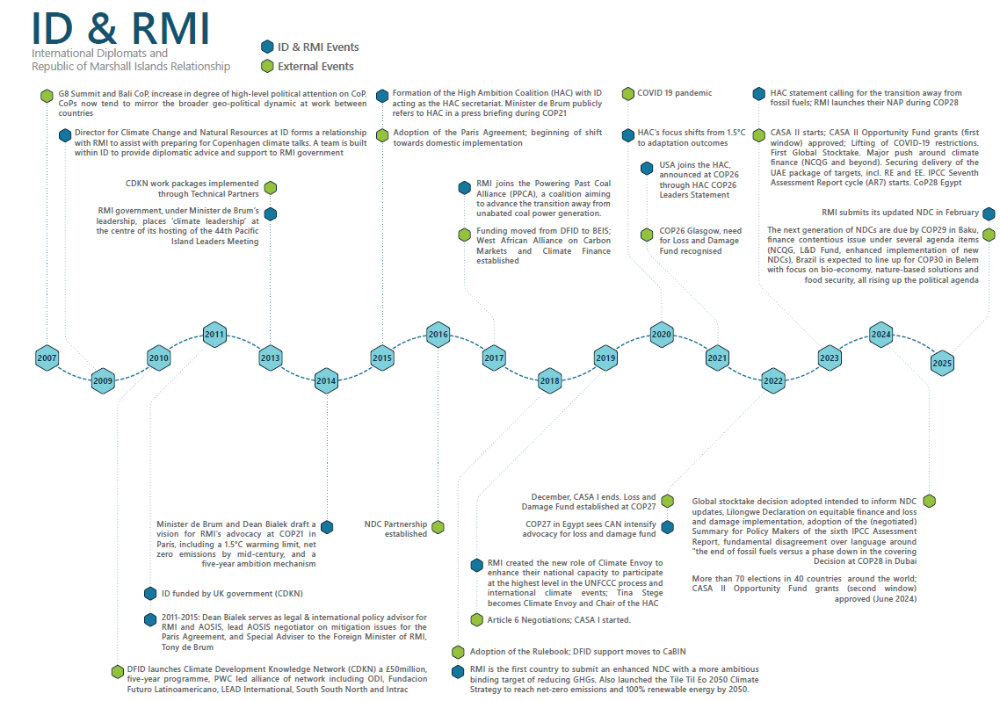 ID & RMI
International Diplomats and
Republic of Marshall Islands Relationship
ID & RMI Events
External Events
G8 Summit and Bali CoP, increase in degree of high-level political attention on CoP.
CoPs now tend to mirror the broader geo-political dynamic at work between
countries
Director for Climate Change and Natural Resources at ID forms a relationship
with RMI to assist with preparing for Copenhagen climate talks. A team is built
within ID to provide diplomatic advice and support to RMI government
CDKN work packages implemented
through Technical Partners
RMI government, under Minister de Brum's
leadership, places 'climate leadership' at
the centre of its hosting of the 44th Pacific
Island Leaders Meeting
Formation of the High Ambition Coalition (HAC) with ID
acting as the HAC secretariat. Minister de Brum publicly
refers to HAC in a press briefing during COP21
Adoption of the Paris Agreement; beginning of shift
towards domestic implementation
RMI joins the Powering Past Coal
Alliance (PPCA), a coalition aiming
to advance the transition away from
unabated coal power generation.
Funding moved from DFID to BEIS;
West African Alliance on Carbon
Markets and Climate Finance
established
COVID 19 pandemic
HAC's focus shifts from 1.5°C
to adaptation outcomes
USA joins the HAC,
announced at COP26
through HAC COP26
Leaders Statement
COP26 Glasgow, need
for Loss and Damage
Fund recognised
HAC statement calling for the transition away from
fossil fuels; RMI launches their NAP during COP28
CASA II starts; CASA II Opportunity Fund grants (first
window) approved; Lifting of COVID-19 restrictions.
First Global Stocktake. Major push around climate
finance (NCQG and beyond). Securing delivery of the
UAE package of targets, incl. RE and EE. IPCC Seventh
Assessment Report cycle (AR7) starts. CoP28 Egypt
RMI submits its updated NDC in February
The next generation of NDCs are due by COP29 in Baku,
finance contentious issue under several agenda items
(NCQG, L&D Fund, enhanced implementation of new
NDCs), Brazil is expected to line up for COP30 in Belem
with focus on bio-economy, nature-based solutions and
food security, all rising up the political agenda
2007
2009
2010
2011
2013
2014
2015
2016
2017
2018
2019
2020
2021
2022
2023
2024
2025
Minister de Brum and Dean Bialek draft a
vision for RMI's advocacy at COP21 in
Paris, including a 1.5°C warming limit, net
zero emissions by mid-century, and a
five-year ambition mechanism
NDC Partnership
established
ID funded by UK government (CDKN)
2011-2015: Dean Bialek serves as legal & international policy advisor for
RMI and AOSIS, lead AOSIS negotiator on mitigation issues for the
Paris Agreement, and Special Adviser to the Foreign Minister of RMI,
Tony de Brum
DFID launches Climate Development Knowledge Network (CDKN) a £50million,
five-year programme, PWC led alliance of network including ODI, Fundacion
Futuro Latinoamericano, LEAD International, South South North and Intrac
December, CASA I ends. Loss and
Damage Fund established at COP27
COP27 in Egypt sees CAN intensify
advocacy for loss and damage fund
RMI created the new role of Climate Envoy to
enhance their national capacity to participate
at the highest level in the UNFCCC process and
international climate events; Tina Stege
becomes Climate Envoy and Chair of the HAC
Article 6 Negotiations; CASA I started.
Adoption of the Rulebook; DFID support moves to CaBIN
RMI is the first country to submit an enhanced NDC with a more ambitious
binding target of reducing GHGs. Also launched the Tile Til Eo 2050 Climate
Strategy to reach net-zero emissions and 100% renewable energy by 2050.
Global stocktake decision adopted intended to inform NDC
updates, Lilongwe Declaration on equitable finance and loss
and damage implementation, adoption of the (negotiated)
Summary for Policy Makers of the sixth IPCC Assessment
Report, fundamental disagreement over language around
"the end of fossil fuels versus a phase down in the covering
Decision at COP28 in Dubai
More than 70 elections in 40 countries around the world;
CASA II Opportunity Fund grants (second window)
approved (June 2024)